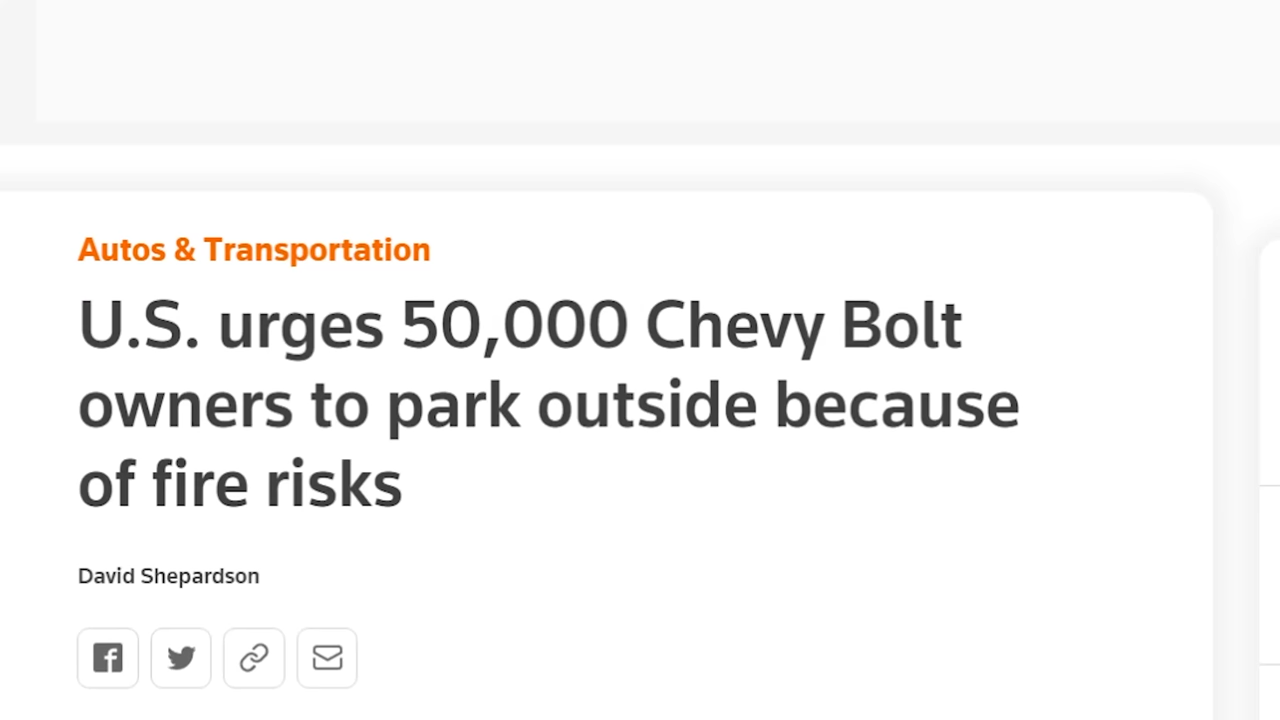 Autos & Transportation
U.S. urges 50,000 Chevy Bolt
owners to park outside because
of fire risks
David Shepardson